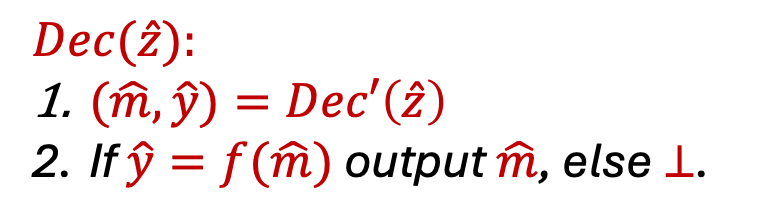 Dec(ẑ):
1. (m̂, ŷ) = Dec′(ẑ)
2. If ŷ = f(m̂) output m̂, else ⊥.